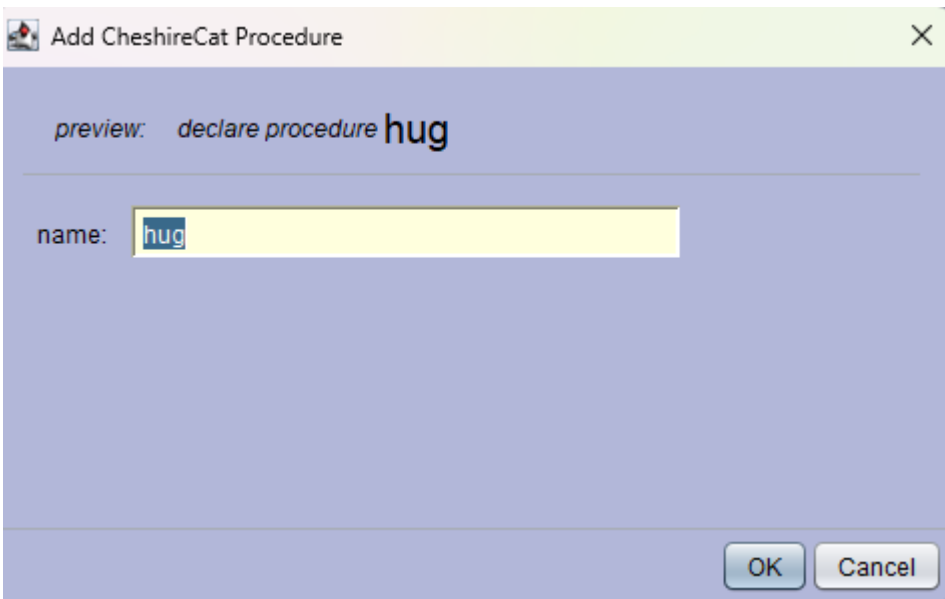 Add CheshireCat Procedure
preview: declare procedure hug
name: hug
OK Cancel